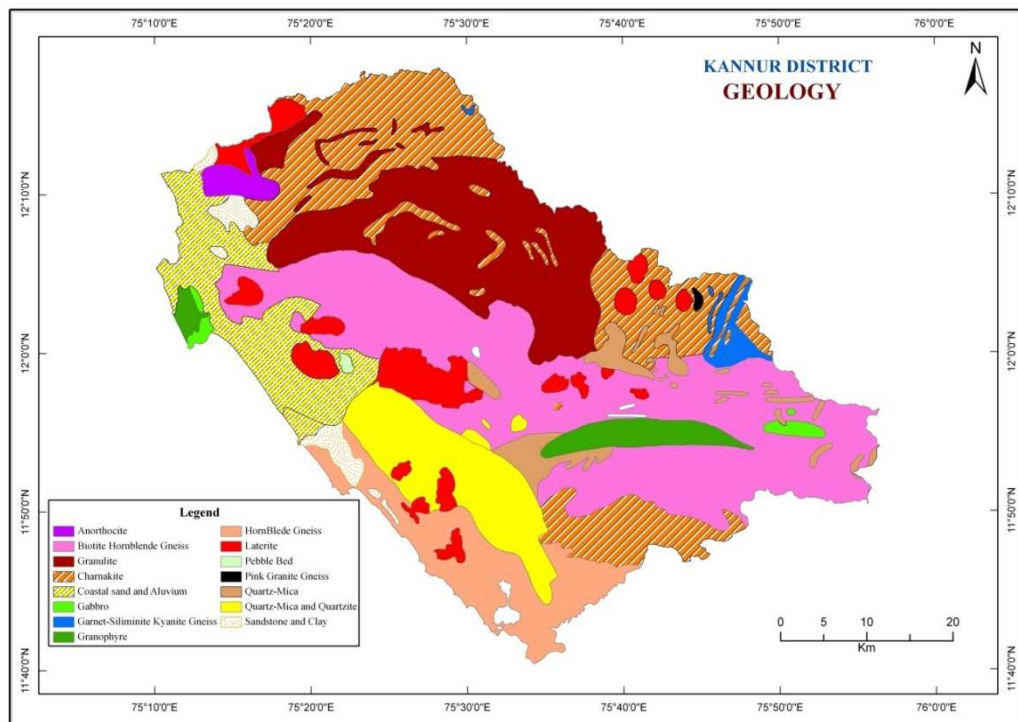 75°10'0"E 75°20'0"E 75°30'0"E 75°40'0"E 75°50'0"E 76°0'0"E
KANNUR DISTRICT
GEOLOGY
N
12°10'0"N 12°10'0"N
12°0'0"N 12°0'0"N
11°50'0"N 11°50'0"N
11°40'0"N 11°40'0"N
Legend
Anorthocite
Biotite Hornblende Gneiss
Granulite
Charnakite
Coastal sand and Aluvium
Gabbro
Garnet-Siliminite Kyanite Gneiss
Granophyre
HornBlede Gneiss
Laterite
Pebble Bed
Pink Granite Gneiss
Quartz-Mica
Quartz-Mica and Quartzite
Sandstone and Clay
0 5 10 20
Km
75°10'0"E 75°20'0"E 75°30'0"E 75°40'0"E 75°50'0"E 76°0'0"E